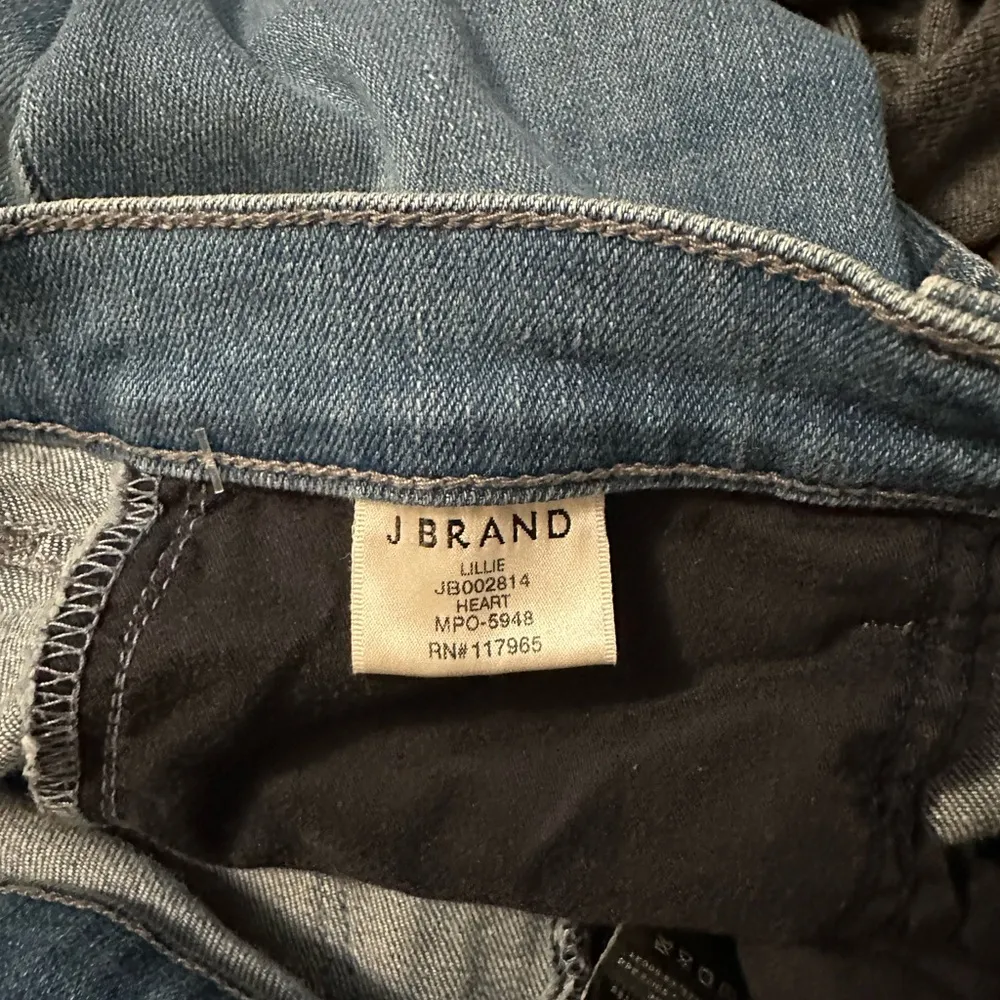 J BRAND
LILLIE
JB002814
HEART
MPO-5948
RN# 117965